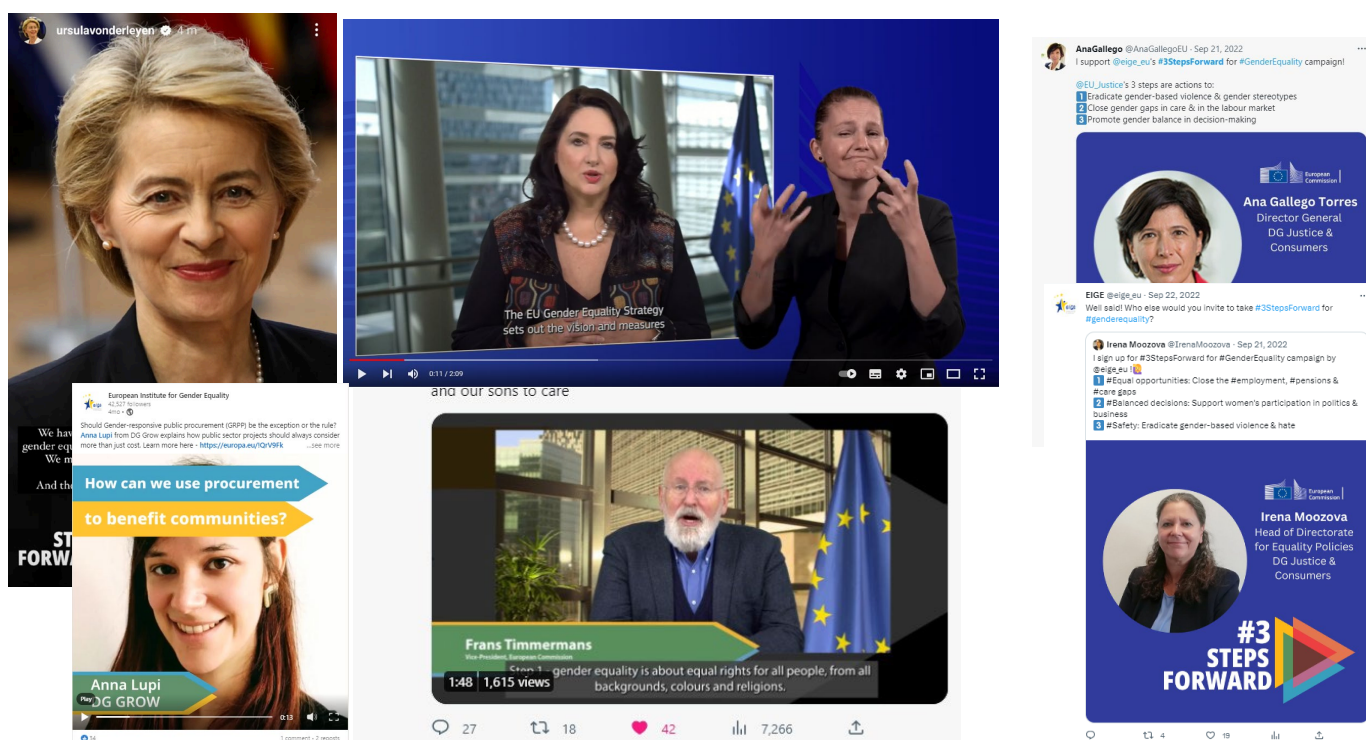 ursulavonderleyen 4 m
We hav
gender equ
We m
And the
ST
FORW
European Institute for Gender Equality
42,527 followers
4mo
Should Gender-responsive public procurement (GRPP) be the exception or the rule?
Anna Lupi from DG Grow explains how public sector projects should always consider
more than just cost. Learn more here - https://europa.eu/!QrV9Fk ...see more
How can we use procurement
to benefit communities?
Anna Lupi
DG GROW
Play
0:13
14
1 comment • 2 reposts
The EU Gender Equality Strategy
sets out the vision and measures
0:11 / 2:09
and our sons to care
Frans Timmermans
Vice-President, European Commission
Step 1 - gender equality is about equal rights for all people, from all
backgrounds, colours and religions.
1:48 1,615 views
27 18 42 7,266
AnaGallego @AnaGallegoEU · Sep 21, 2022
I support @eige_eu's #3StepsForward for #GenderEquality campaign!
@EU_Justice's 3 steps are actions to:
1 Eradicate gender-based violence & gender stereotypes
2 Close gender gaps in care & in the labour market
3 Promote gender balance in decision-making
European
Commission
Ana Gallego Torres
Director General
DG Justice &
Consumers
EIGE @eige_eu · Sep 22, 2022
Well said! Who else would you invite to take #3StepsForward for
#genderequality?
Irena Moozova @IrenaMoozova · Sep 21, 2022
I sign up for #3StepsForward for #GenderEquality campaign by
@eige_eu !
1 #Equal opportunities: Close the #employment, #pensions &
#care gaps
2 #Balanced decisions: Support women's participation in politics &
business
3 #Safety: Eradicate gender-based violence & hate
European
Commission
Irena Moozova
Head of Directorate
for Equality Policies
DG Justice &
Consumers
#3
STEPS
FORWARD
4 19